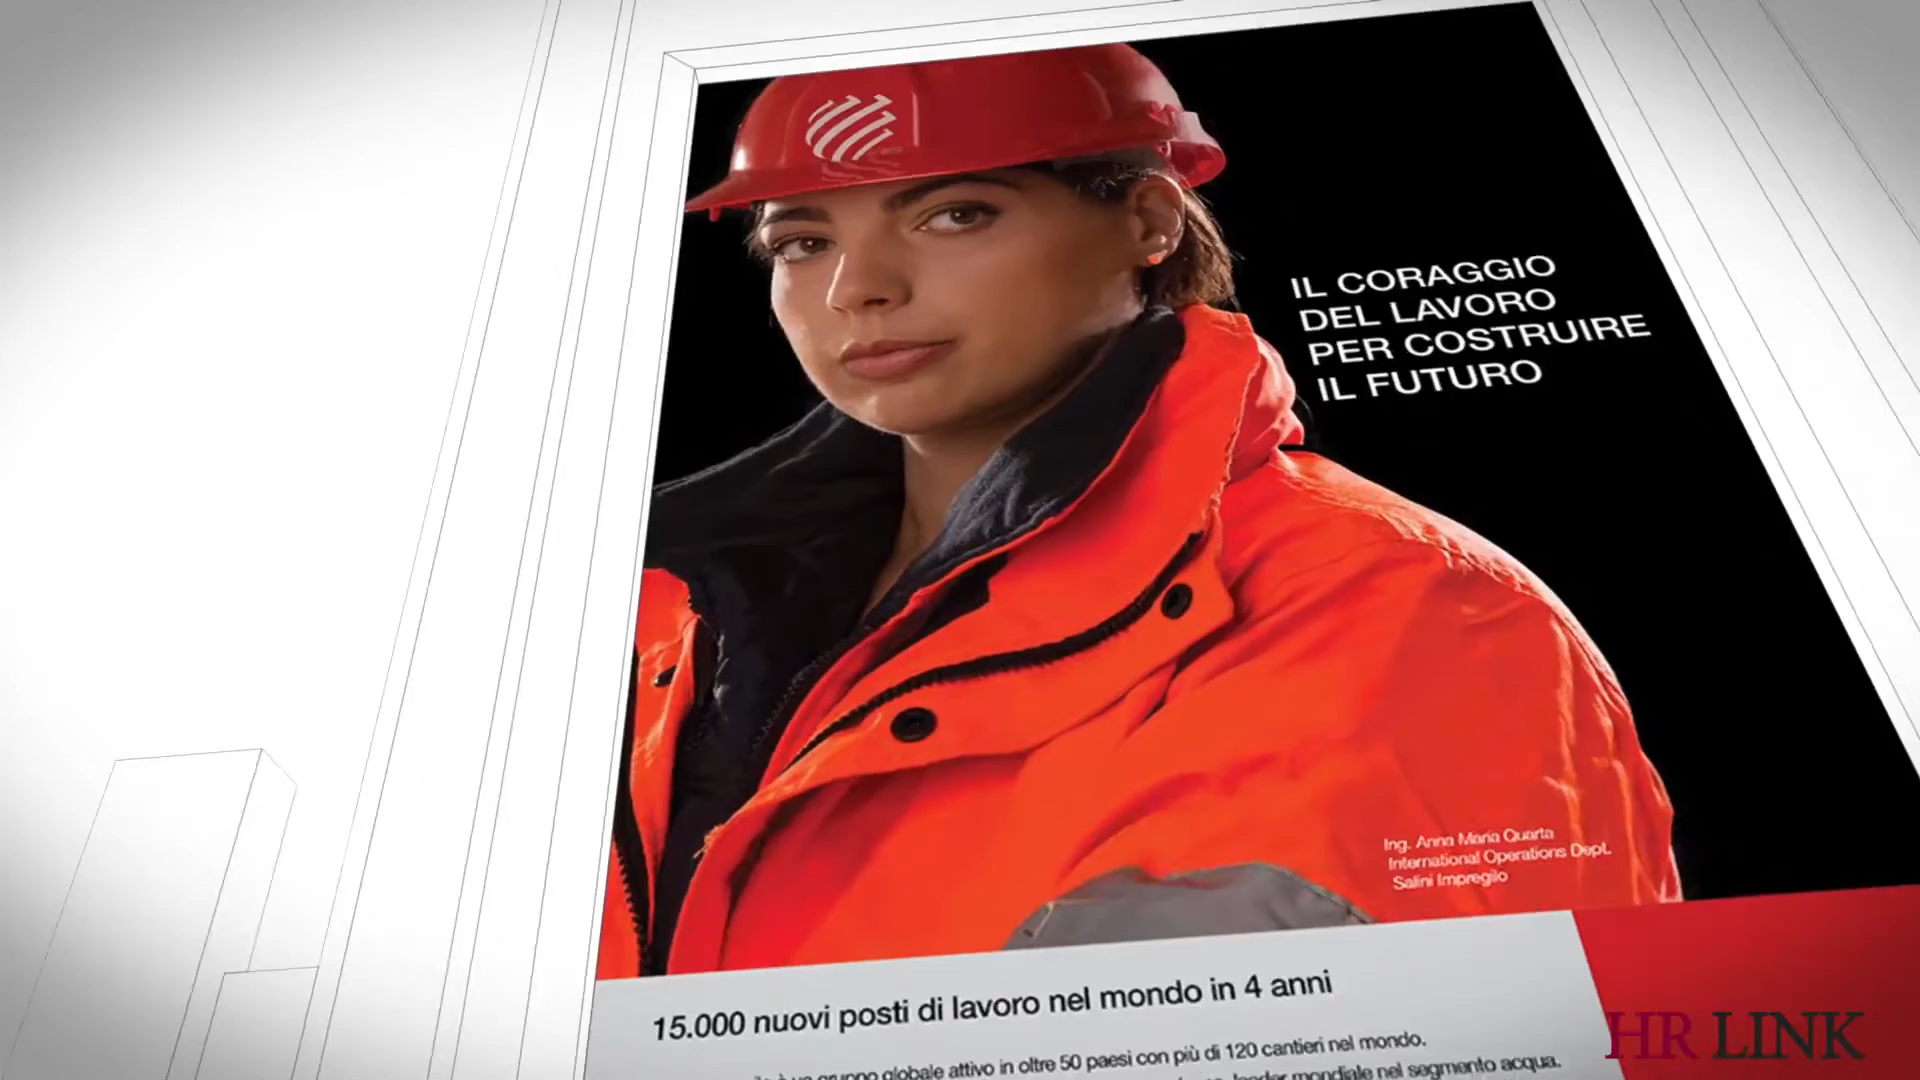 IL CORAGGIO
DEL LAVORO
PER COSTRUIRE
IL FUTURO
Ing. Anna Maria Quarta
International Operations Dept.
Salini Impregilo
15.000 nuovi posti di lavoro nel mondo in 4 anni
è un gruppo globale attivo in oltre 50 paesi con più di 120 cantieri nel mondo.
leader mondiale nel segmento acqua.
HR LINK